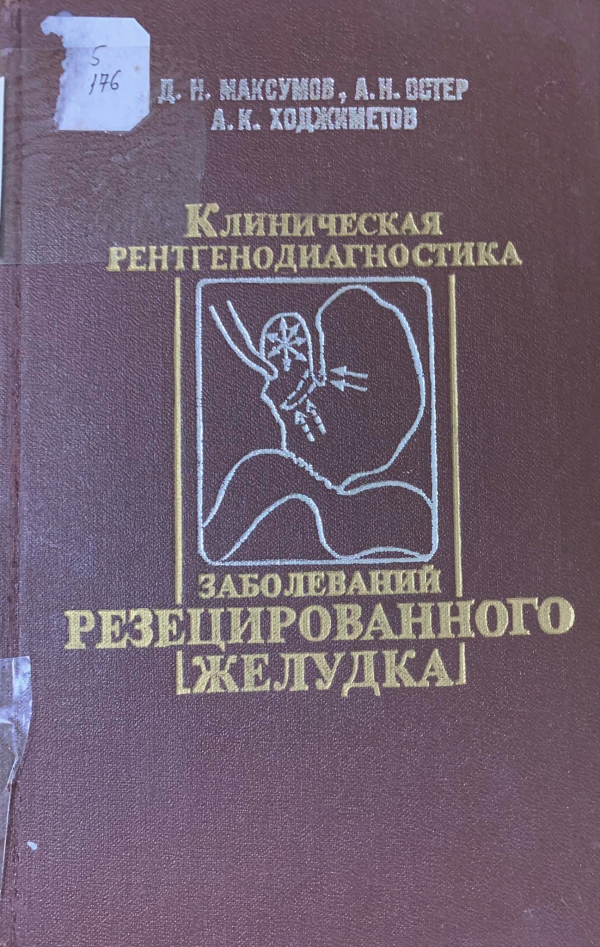 5
176
Д. Н. МАКСУМОВ, А. Н. ОСТЕР
А. К. ХОДЖИМЕТОВ
КЛИНИЧЕСКАЯ
РЕНТГЕНОДИАГНОСТИКА
ЗАБОЛЕВАНИЙ
РЕЗЕЦИРОВАННОГО
ЖЕЛУДКА